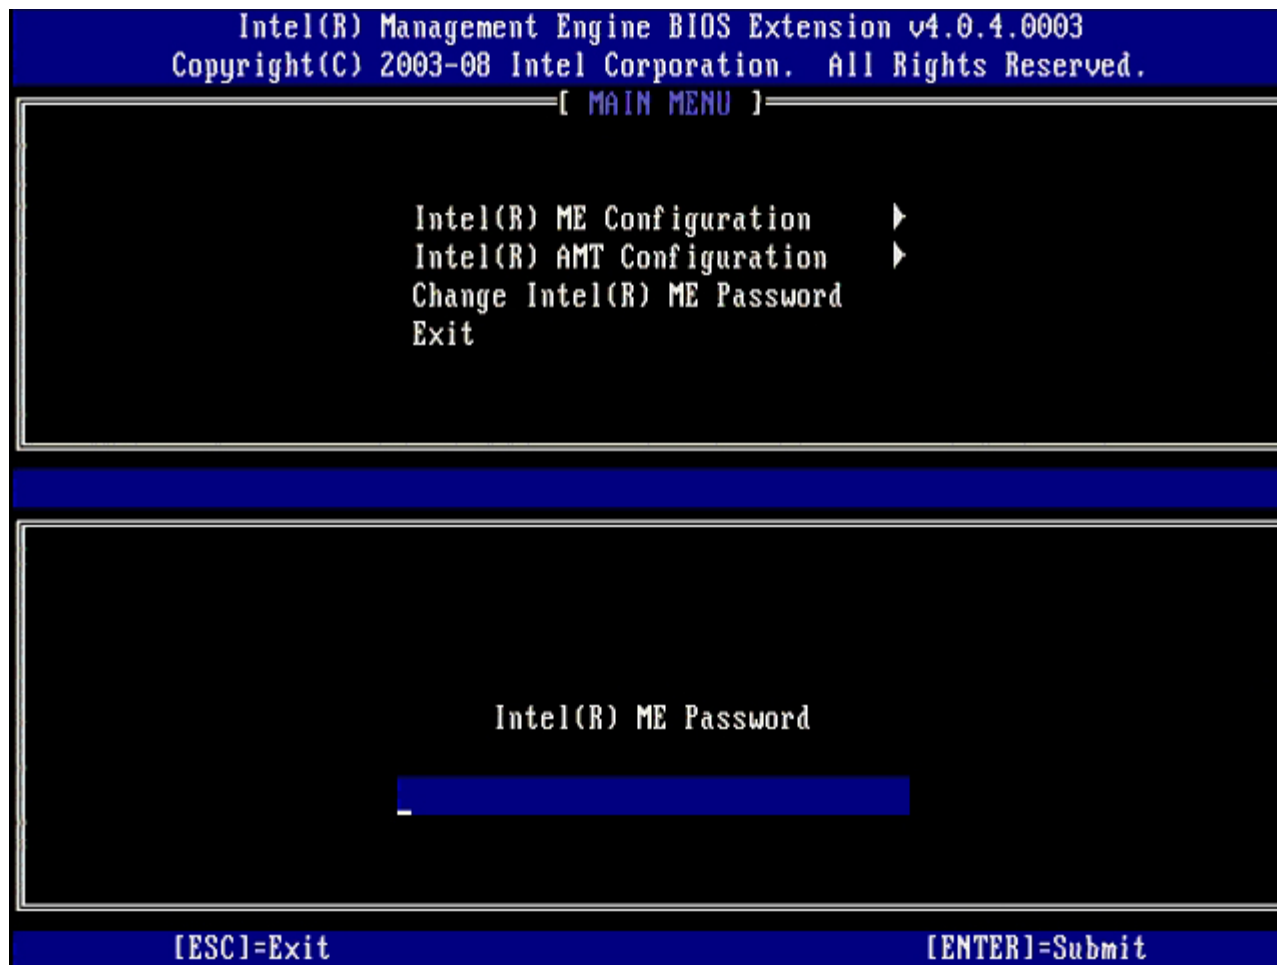 Intel(R) Management Engine BIOS Extension v4.0.4.0003
Copyright(C) 2003-08 Intel Corporation. All Rights Reserved.
[ MAIN MENU ]
Intel(R) ME Configuration
Intel(R) AMT Configuration
Change Intel(R) ME Password
Exit
Intel(R) ME Password
[ESC]=Exit [ENTER]=Submit